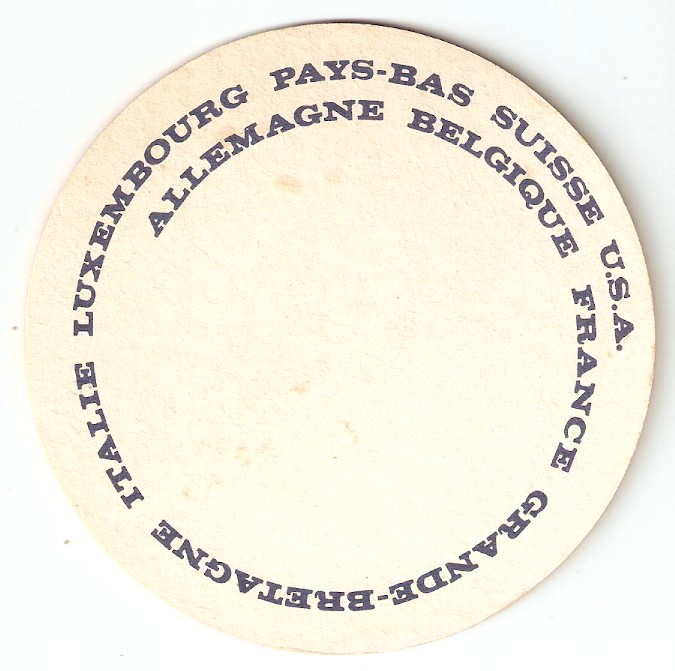 ALLEMAGNE BELGIQUE FRANCE GRANDE-BRETAGNE ITALIE LUXEMBOURG PAYS-BAS SUISSE U.S.A.